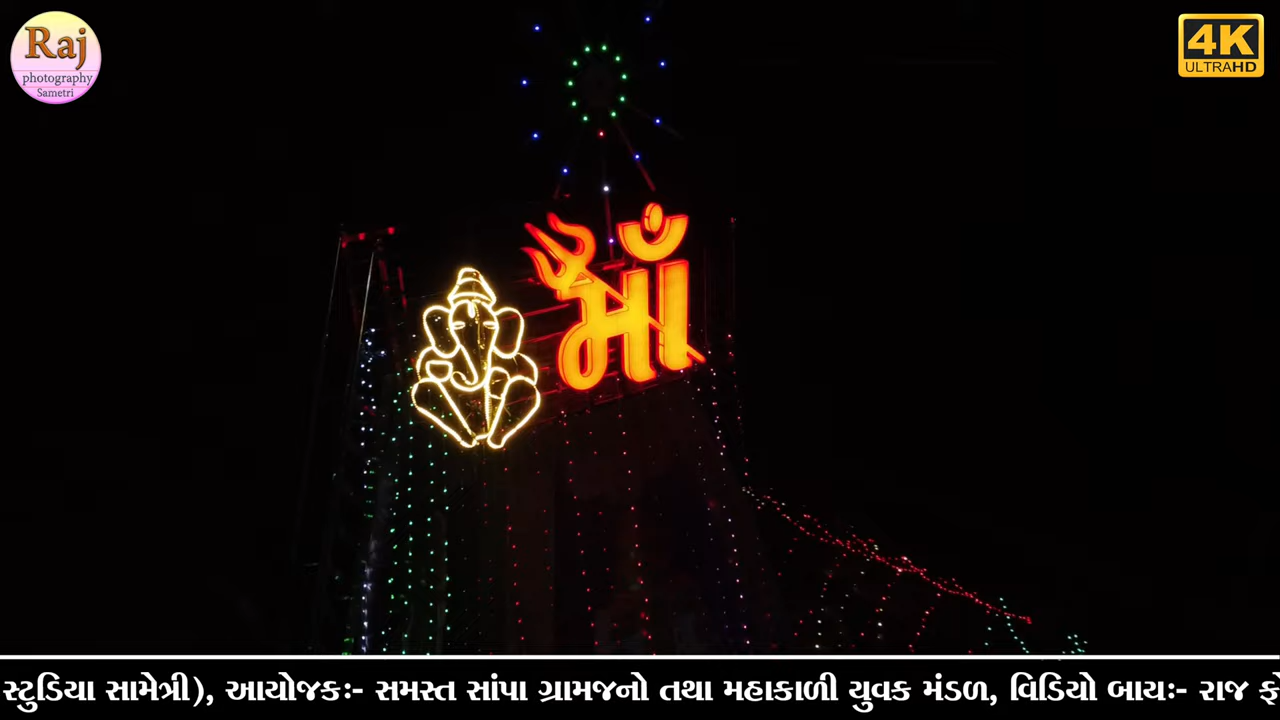 Raj
photography
Sametri
4K
ULTRAHD
માઁ
સ્ટુડિયા સામેત્રી), આયોજકઃ- સમસ્ત સાંપા ગ્રામજનો તથા મહાકાળી યુવક મંડળ, વિડિયો બાયઃ- રાજ